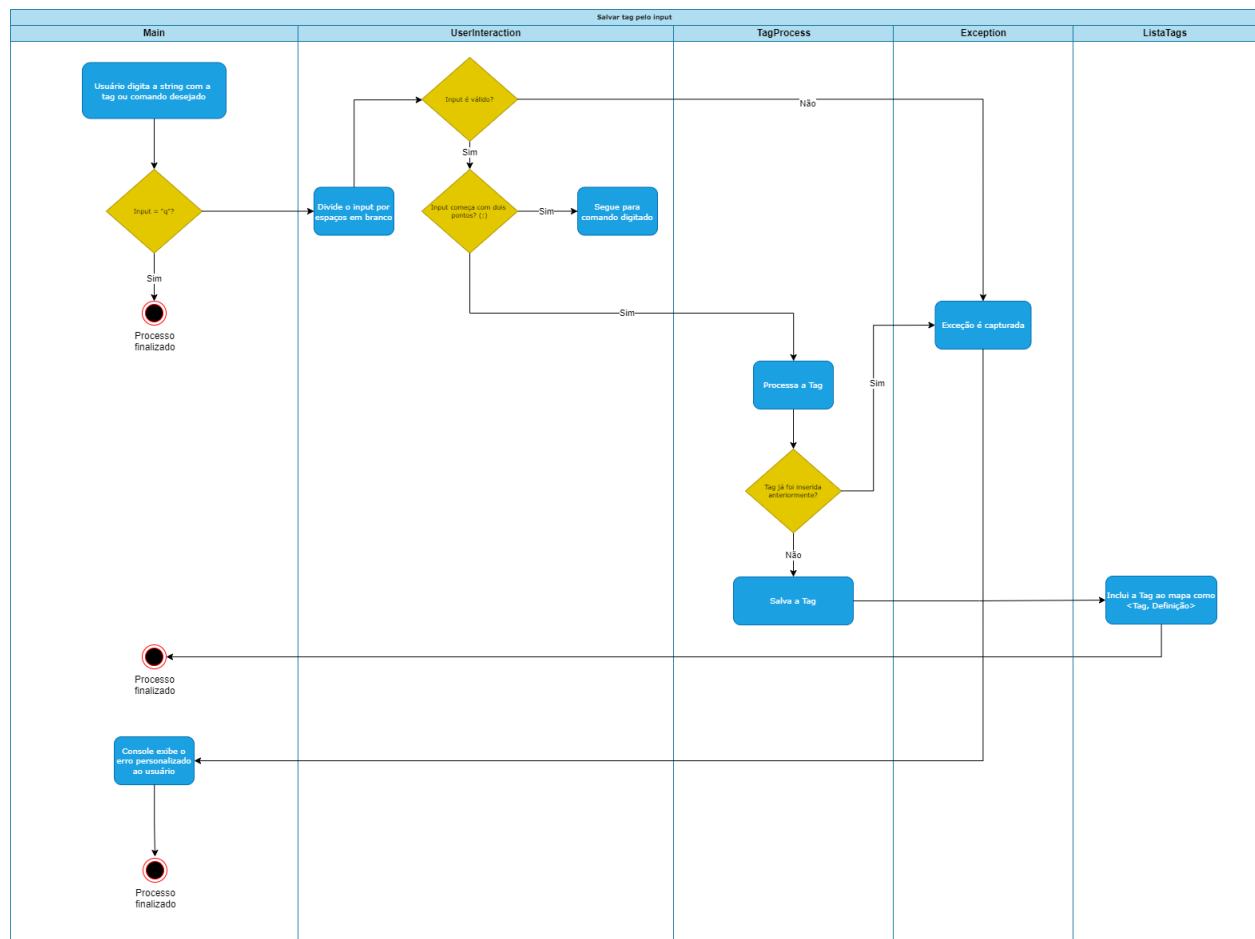 Salvar tag pelo input
Main
UserInteraction
TagProcess
Exception
ListaTags
Usuário digita a string com a
tag ou comando desejado
Input é válido?
Não
Sim
Input = "q"?
Divide o input por
espaços em branco
Input começa com dois
pontos? (:)
Sim
Segue para
comando digitado
Sim
Processo
finalizado
Sim
Exceção é capturada
Processa a Tag
Sim
Tag já foi inserida
anteriormente?
Não
Salva a Tag
Inclui a Tag ao mapa como
<Tag, Definição>
Processo
finalizado
Console exibe o
erro personalizado
ao usuário
Processo
finalizado